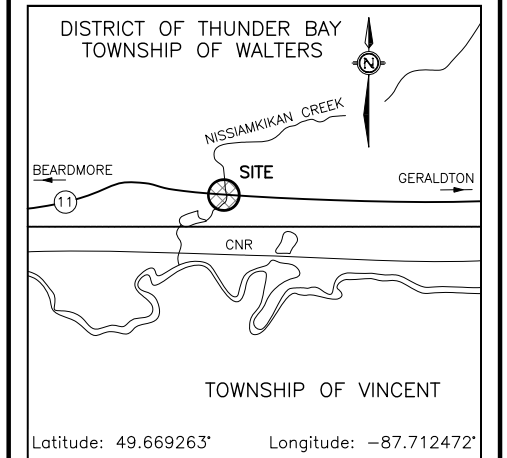 DISTRICT OF THUNDER BAY
TOWNSHIP OF WALTERS
N
NISSIAMKIKAN CREEK
BEARDMORE
SITE
GERALDTON
11
CNR
TOWNSHIP OF VINCENT
Latitude: 49.669263° Longitude: −87.712472°